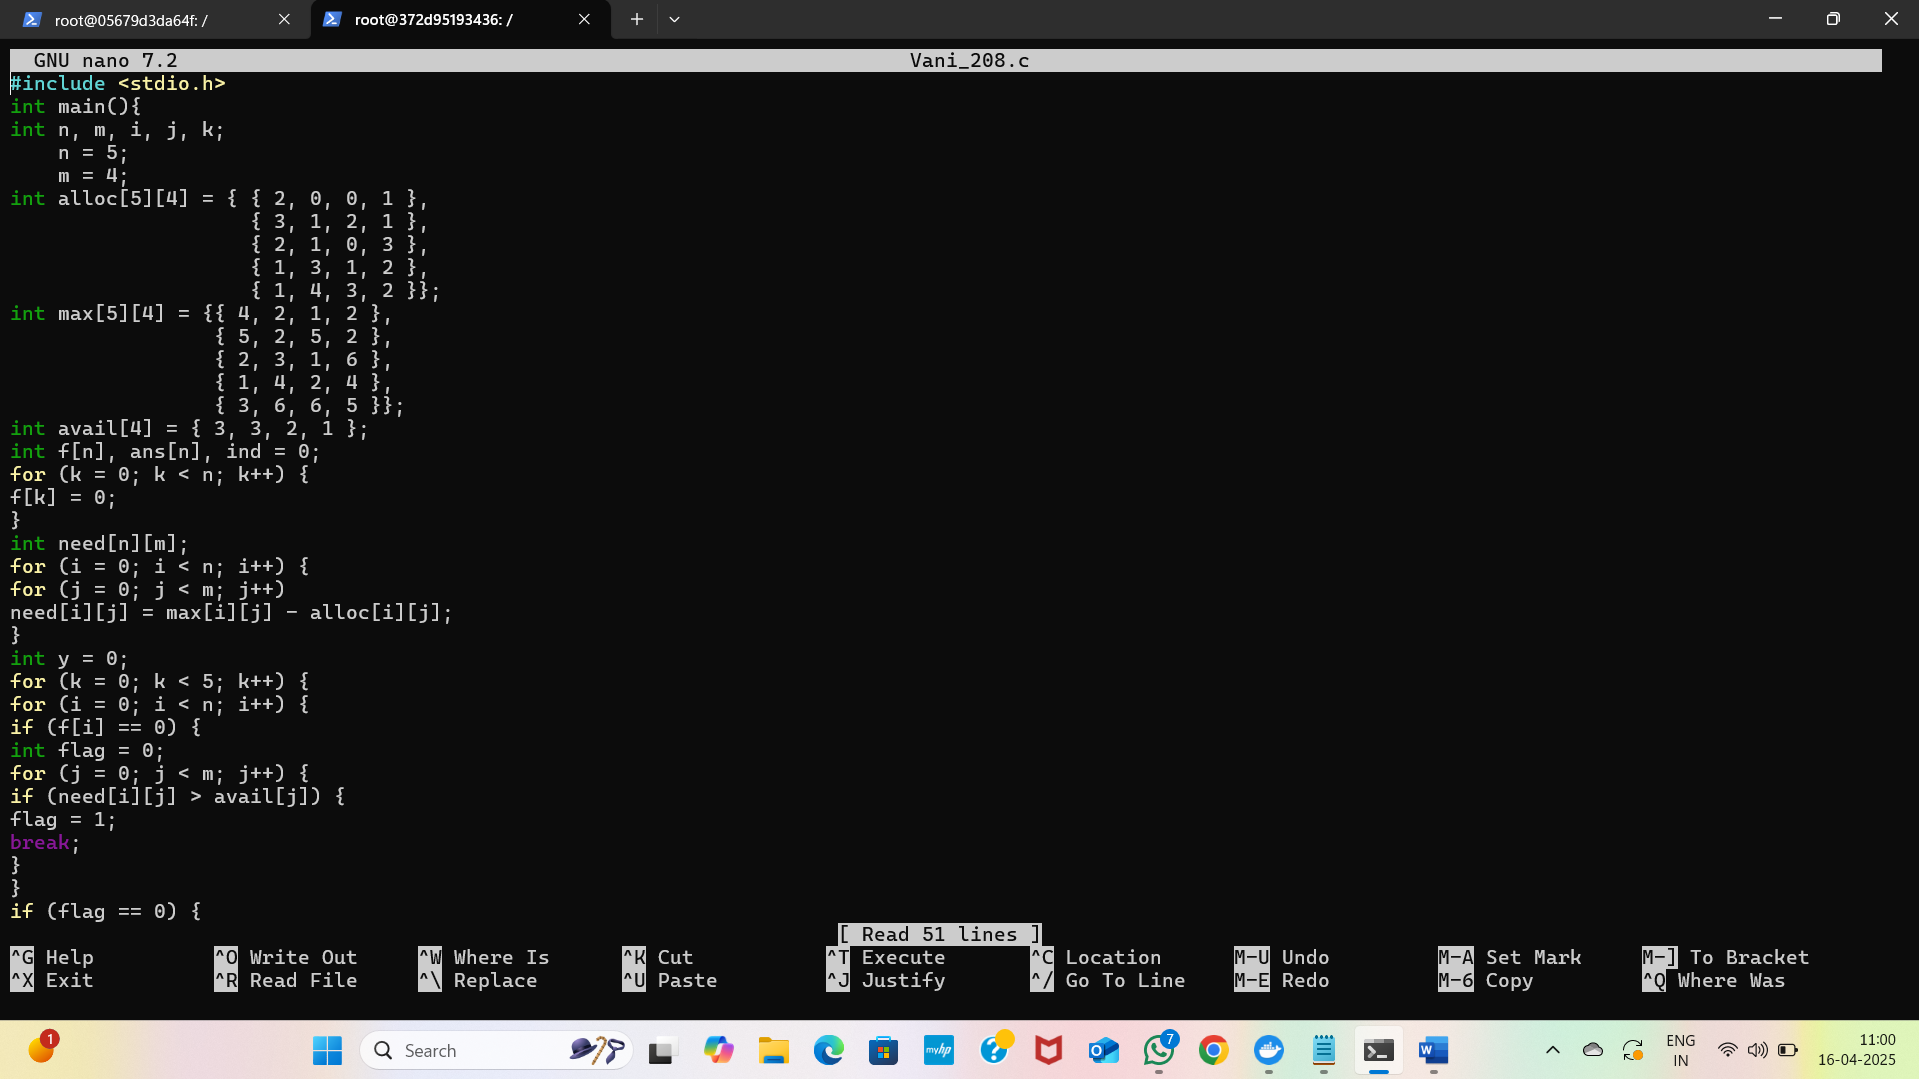 root@05679d3da64f: /
root@372d95193436: /
GNU nano 7.2 Vani_208.c
#include <stdio.h>
int main(){
int n, m, i, j, k;
    n = 5;
    m = 4;
int alloc[5][4] = { { 2, 0, 0, 1 },
                    { 3, 1, 2, 1 },
                    { 2, 1, 0, 3 },
                    { 1, 3, 1, 2 },
                    { 1, 4, 3, 2 }};
int max[5][4] = {{ 4, 2, 1, 2 },
                 { 5, 2, 5, 2 },
                 { 2, 3, 1, 6 },
                 { 1, 4, 2, 4 },
                 { 3, 6, 6, 5 }};
int avail[4] = { 3, 3, 2, 1 };
int f[n], ans[n], ind = 0;
for (k = 0; k < n; k++) {
f[k] = 0;
}
int need[n][m];
for (i = 0; i < n; i++) {
for (j = 0; j < m; j++)
need[i][j] = max[i][j] - alloc[i][j];
}
int y = 0;
for (k = 0; k < 5; k++) {
for (i = 0; i < n; i++) {
if (f[i] == 0) {
int flag = 0;
for (j = 0; j < m; j++) {
if (need[i][j] > avail[j]) {
flag = 1;
break;
}
}
if (flag == 0) {
[ Read 51 lines ]
^G Help ^O Write Out ^W Where Is ^K Cut ^T Execute ^C Location M-U Undo M-A Set Mark M-] To Bracket
^X Exit ^R Read File ^\ Replace ^U Paste ^J Justify ^/ Go To Line M-E Redo M-6 Copy ^Q Where Was
1
Search
myhp
7
W
ENG
IN
11:00
16-04-2025